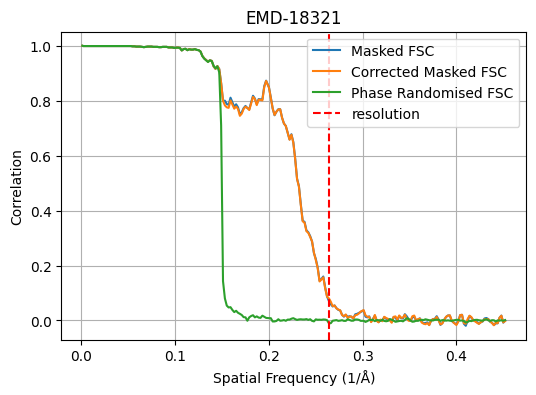 EMD-18321
Masked FSC
Corrected Masked FSC
Phase Randomised FSC
resolution
Correlation
1.0
0.8
0.6
0.4
0.2
0.0
0.0 0.1 0.2 0.3 0.4
Spatial Frequency (1/Å)